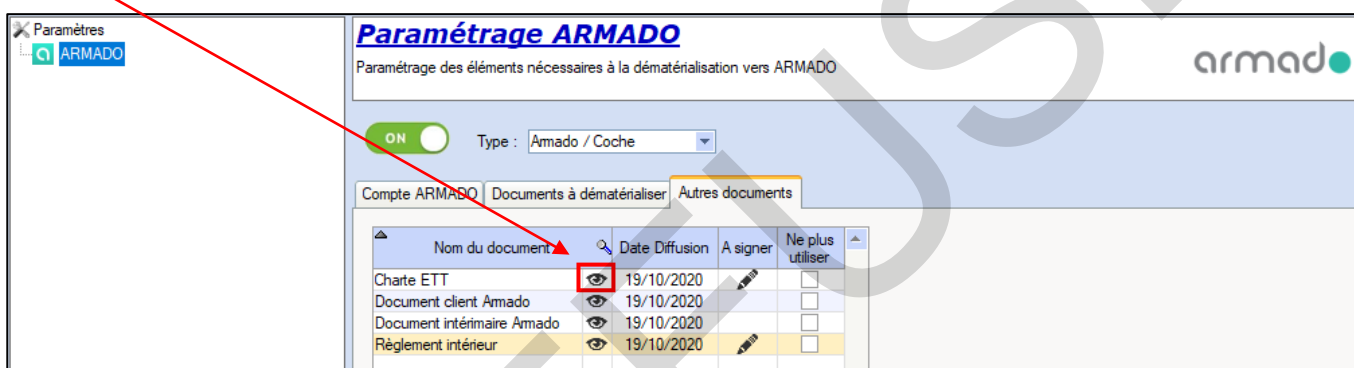 Paramètres
ARMADO
Paramétrage ARMADO
Paramétrage des éléments nécessaires à la dématérialisation vers ARMADO
armado
ON
Type : Armado / Coche
Compte ARMADO Documents à dématérialiser Autres documents
Nom du document Date Diffusion A signer Ne plus utiliser
Charte ETT 19/10/2020
Document client Armado 19/10/2020
Document intérimaire Armado 19/10/2020
Règlement intérieur 19/10/2020